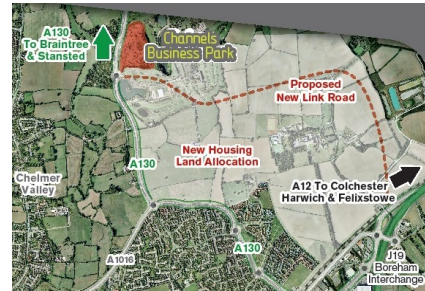 A130
To Braintree
& Stansted
Channels
Business Park
Proposed
New Link Road
New Housing
Land Allocation
A130
Chelmer
Valley
A12 To Colchester
Harwich & Felixstowe
A1016
A130
J19
Boreham
Interchange